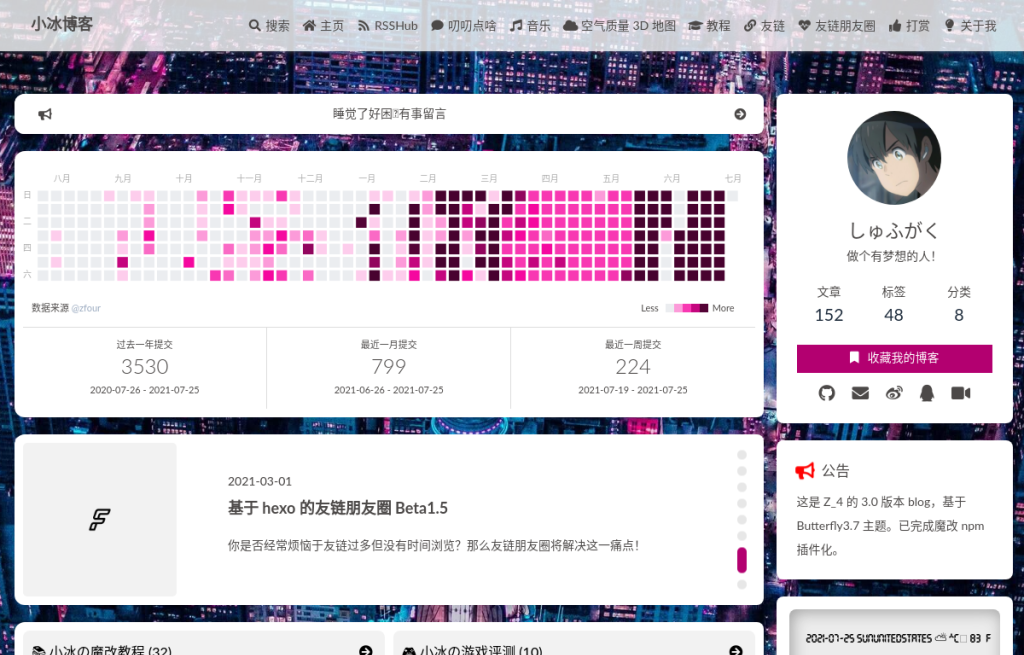 小冰博客
搜索 主页 RSSHub 叨叨点啥 音乐 空气质量 3D 地图 教程 友链 友链朋友圈 打赏 关于我
睡觉了好困有事留言
八月 九月 十月 十一月 十二月 一月 二月 三月 四月 五月 六月 七月
日
二
四
六
数据来源 @zfour
Less More
过去一年提交
3530
2020-07-26 - 2021-07-25
最近一月提交
799
2021-06-26 - 2021-07-25
最近一周提交
224
2021-07-19 - 2021-07-25
2021-03-01
基于 hexo 的友链朋友圈 Beta1.5
你是否经常烦恼于友链过多但没有时间浏览？那么友链朋友圈将解决这一痛点！
小冰の魔改教程 (32)
小冰の游戏评测 (10)
しゅふがく
做个有梦想的人！
文章 标签 分类
152 48 8
收藏我的博客
公告
这是 Z_4 的 3.0 版本 blog，基于
Butterfly3.7 主题。已完成魔改 npm
插件化。
2021-07-25 SUNUNITEDSTATES ℃ 83 F